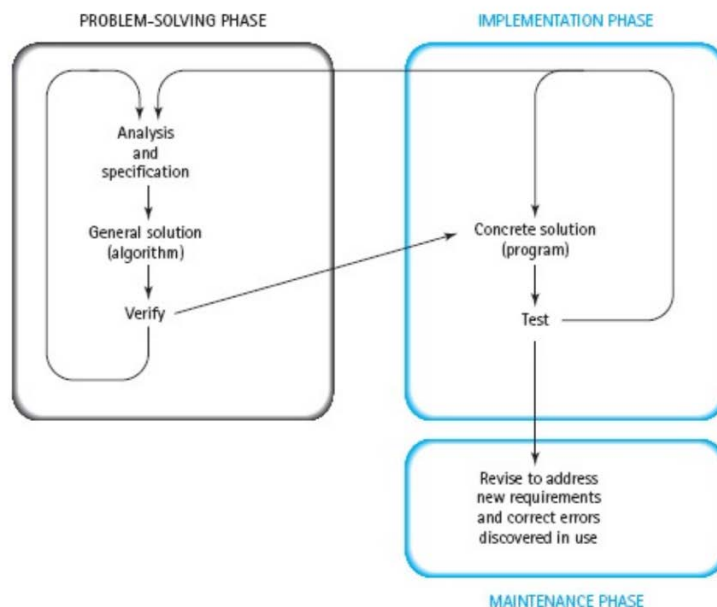 PROBLEM-SOLVING PHASE
Analysis
and
specification
General solution
(algorithm)
Verify
IMPLEMENTATION PHASE
Concrete solution
(program)
Test
Revise to address
new requirements
and correct errors
discovered in use
MAINTENANCE PHASE